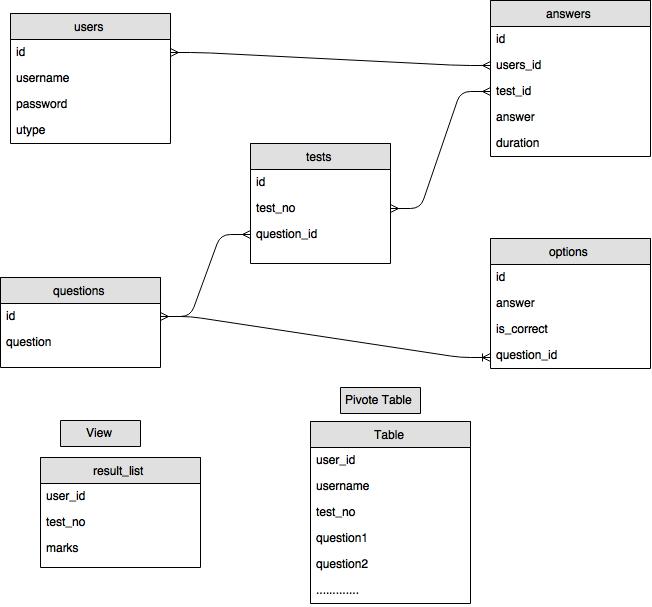 users
id
username
password
utype
answers
id
users_id
test_id
answer
duration
tests
id
test_no
question_id
questions
id
question
options
id
answer
is_correct
question_id
View
result_list
user_id
test_no
marks
Pivote Table
Table
user_id
username
test_no
question1
question2
.............